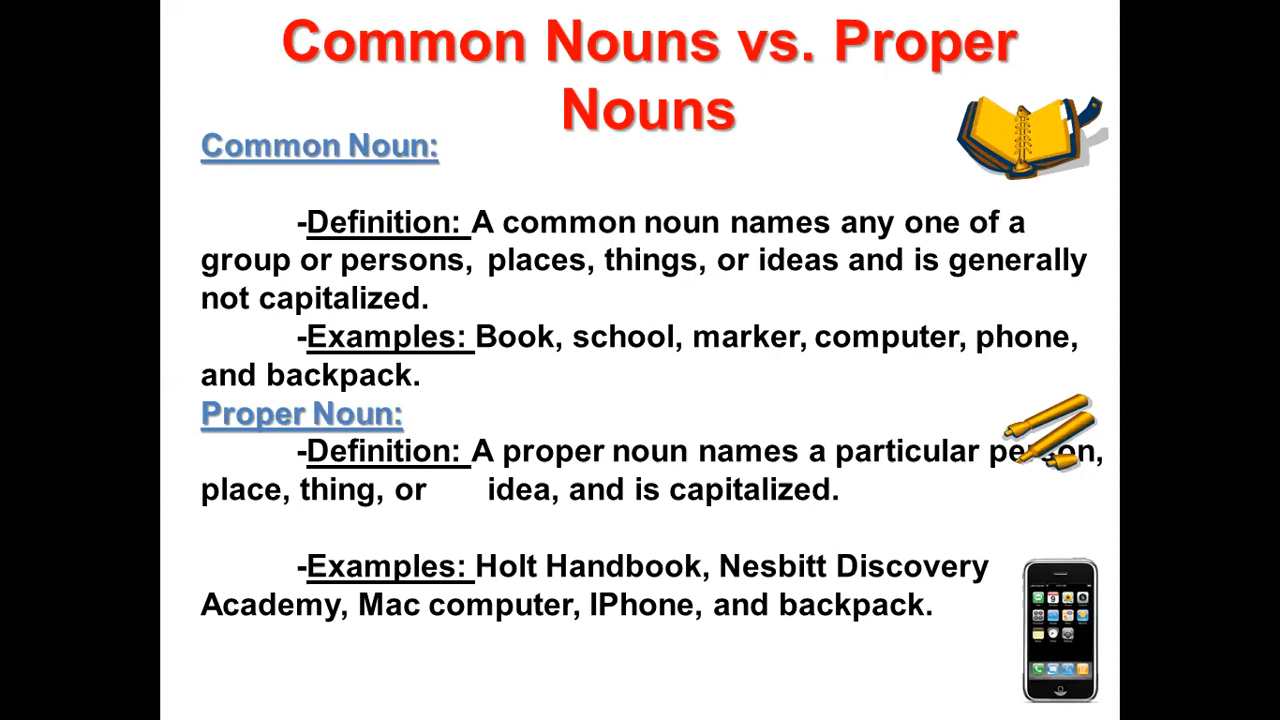 Common Nouns vs. Proper
Nouns
Common Noun:
-Definition: A common noun names any one of a
group or persons, places, things, or ideas and is generally
not capitalized.
-Examples: Book, school, marker, computer, phone,
and backpack.
Proper Noun:
-Definition: A proper noun names a particular person,
place, thing, or idea, and is capitalized.
-Examples: Holt Handbook, Nesbitt Discovery
Academy, Mac computer, IPhone, and backpack.